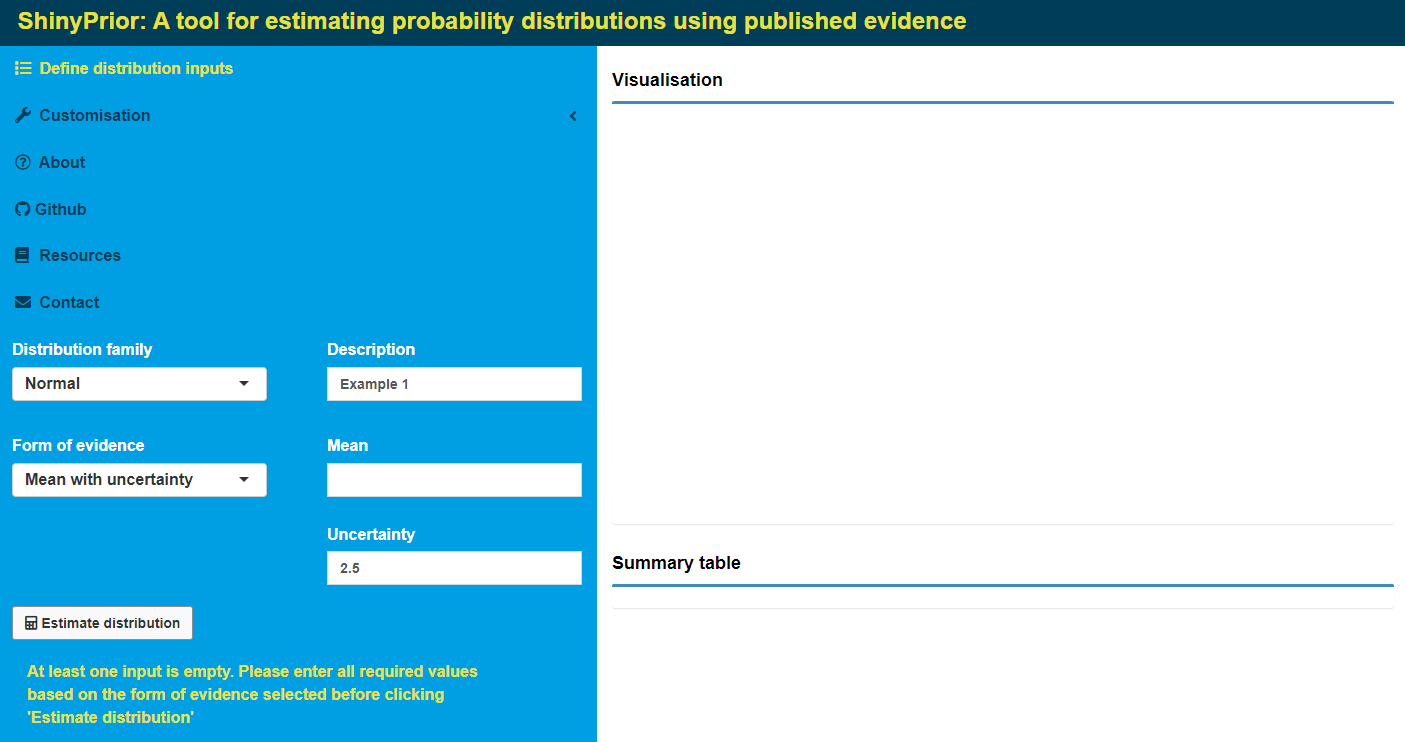 ShinyPrior: A tool for estimating probability distributions using published evidence
Define distribution inputs
Customisation
About
Github
Resources
Contact
Distribution family
Description
Normal
Example 1
Form of evidence
Mean
Mean with uncertainty
Uncertainty
2.5
Estimate distribution
At least one input is empty. Please enter all required values
based on the form of evidence selected before clicking
'Estimate distribution'
Visualisation
Summary table